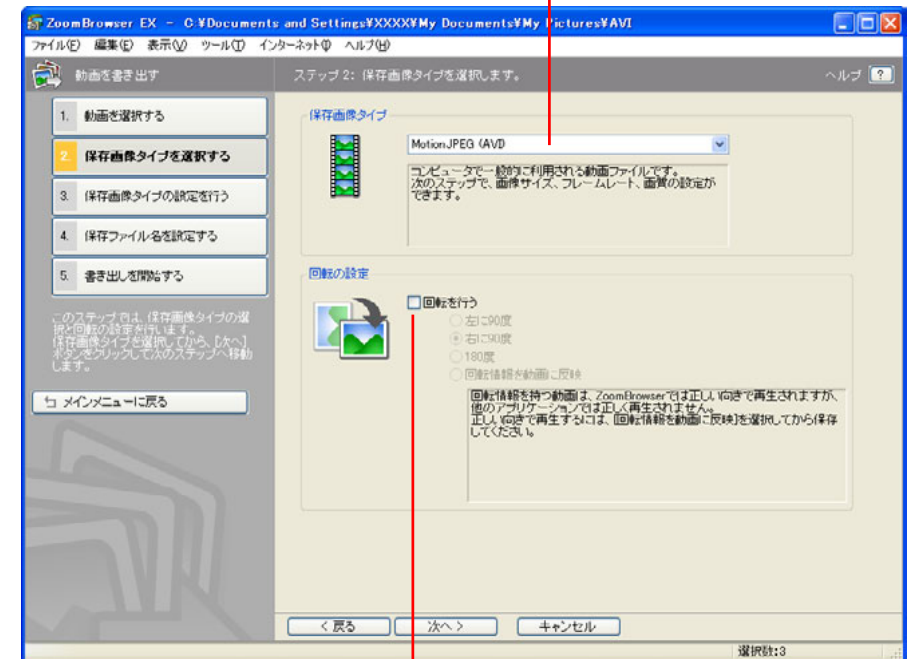 ZoomBrowser EX - C:¥Documents and Settings¥XXXX¥My Documents¥My Pictures¥AVI
ファイル(F) 編集(E) 表示(V) ツール(T) インターネット(I) ヘルプ(H)
動画を書き出す
ステップ 2: 保存画像タイプを選択します。
ヘルプ ?
1. 動画を選択する
2. 保存画像タイプを選択する
3. 保存画像タイプの設定を行う
4. 保存ファイル名を設定する
5. 書き出しを開始する
このステップでは、保存画像タイプの選
択と回転の設定を行います。
保存画像タイプを選択してから、[次へ]
ボタンをクリックして次のステップへ移動
します。
メインメニューに戻る
保存画像タイプ
MotionJPEG (AVI)
コンピュータで一般的に利用される動画ファイルです。
次のステップで、画像サイズ、フレームレート、画質の設定が
できます。
回転の設定
回転を行う
左に90度
右に90度
180度
回転情報を動画に反映
回転情報を持つ動画は、ZoomBrowserでは正しい向きで再生されますが、
他のアプリケーションでは正しく再生されません。
正しい向きで再生するには、[回転情報を動画に反映]を選択してから保存
してください。
< 戻る
次へ >
キャンセル
選択数:3